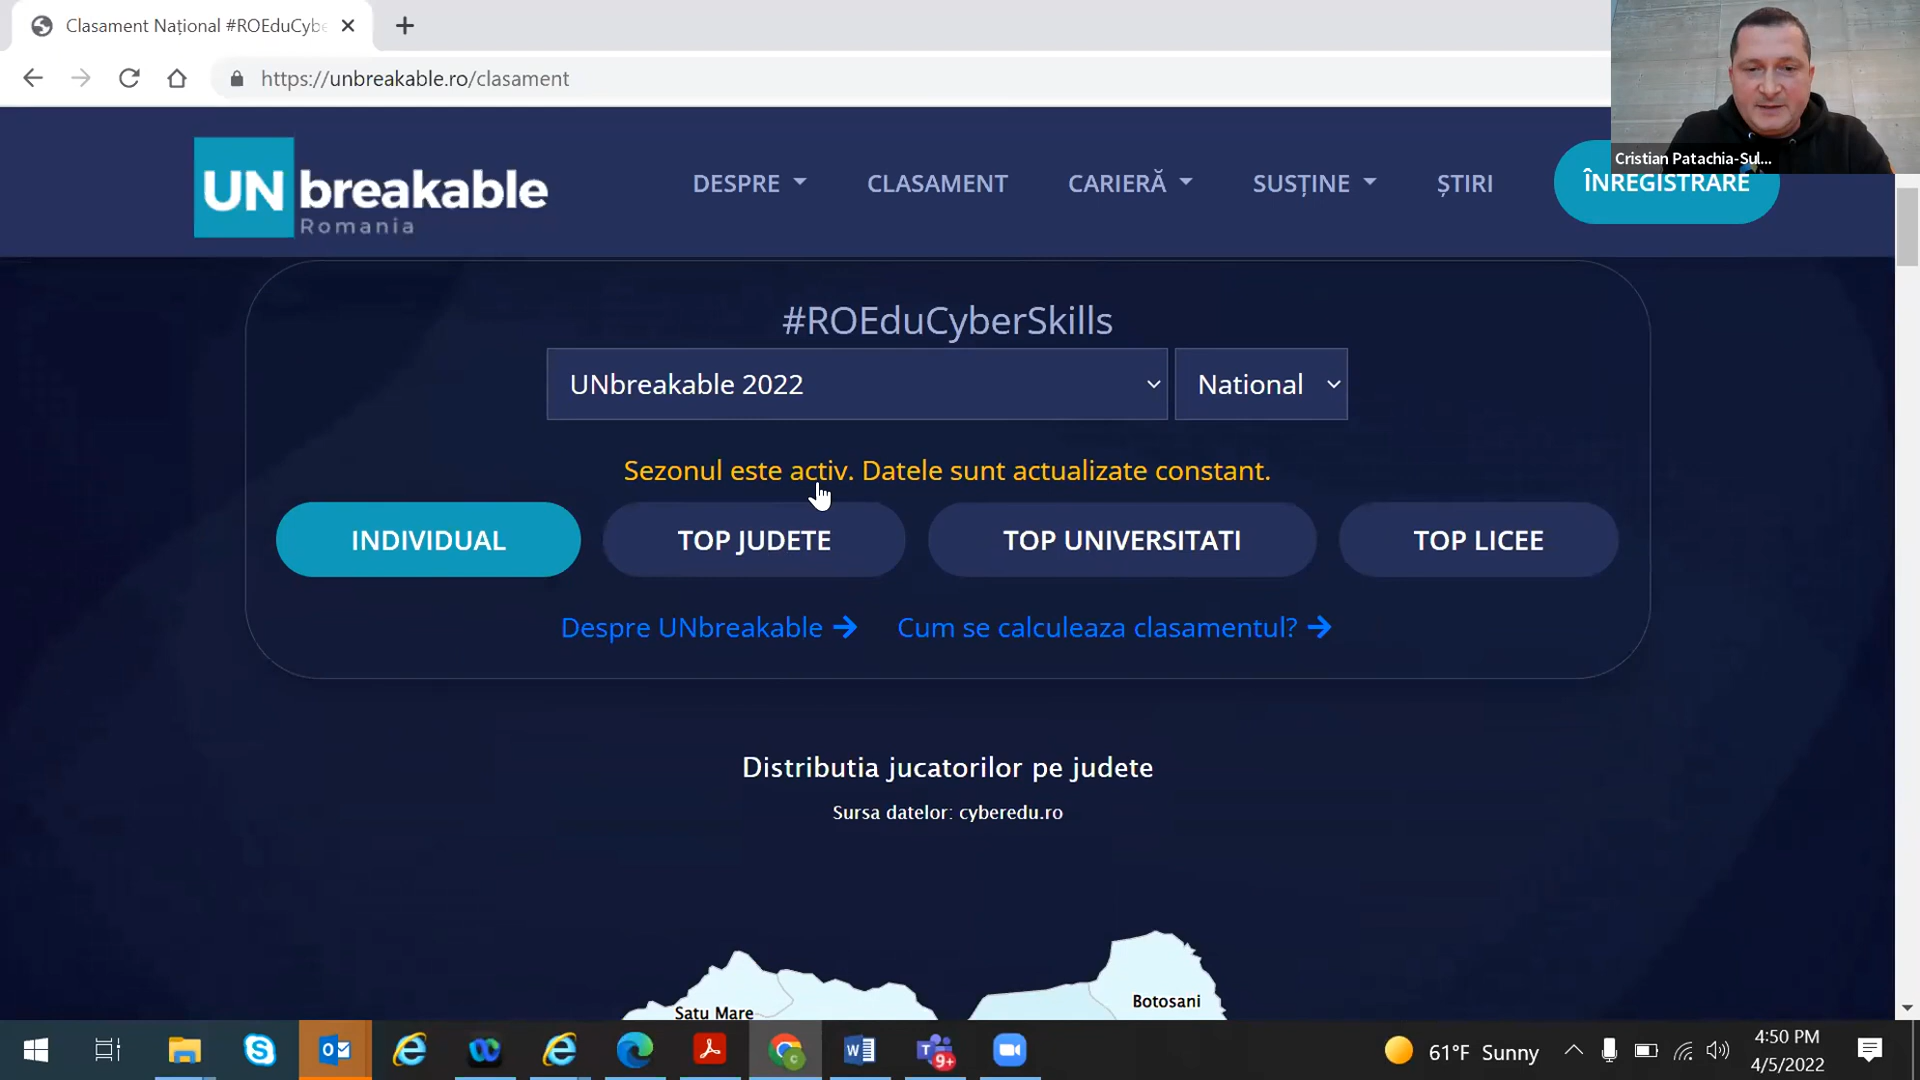 Clasament Național #ROEduCybe
https://unbreakable.ro/clasament
Cristian Patachia-Sul...
UNbreakable
Romania
DESPRE
CLASAMENT
CARIERĂ
SUSȚINE
ȘTIRI
ÎNREGISTRARE
#ROEduCyberSkills
UNbreakable 2022
National
Sezonul este activ. Datele sunt actualizate constant.
INDIVIDUAL
TOP JUDETE
TOP UNIVERSITATI
TOP LICEE
Despre UNbreakable
Cum se calculeaza clasamentul?
Distributia jucatorilor pe judete
Sursa datelor: cyberedu.ro
Satu Mare
Botosani
9+
61°F Sunny
4:50 PM
4/5/2022